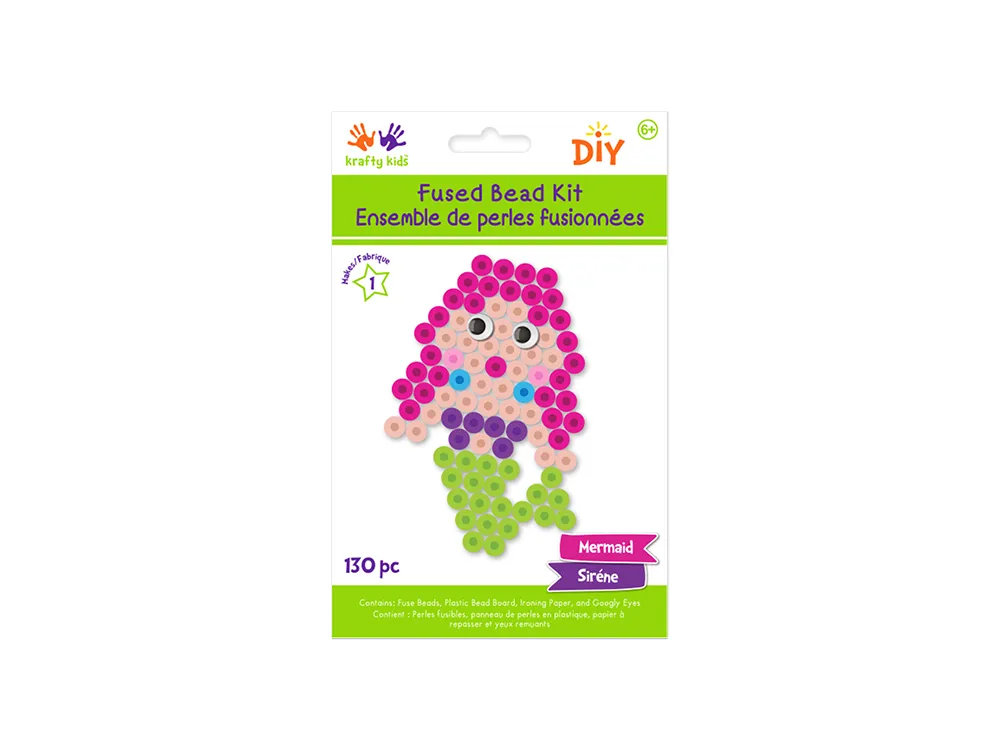 krafty kids™
DIY
6+
Fused Bead Kit
Ensemble de perles fusionnées
Makes/Fabrique
1
130 pc
Mermaid
Siréne
Contains: Fuse Beads, Plastic Bead Board, Ironing Paper, and Googly Eyes
Contient : Perles fusibles, panneau de perles en plastique, papier à
repasser et yeux remuants